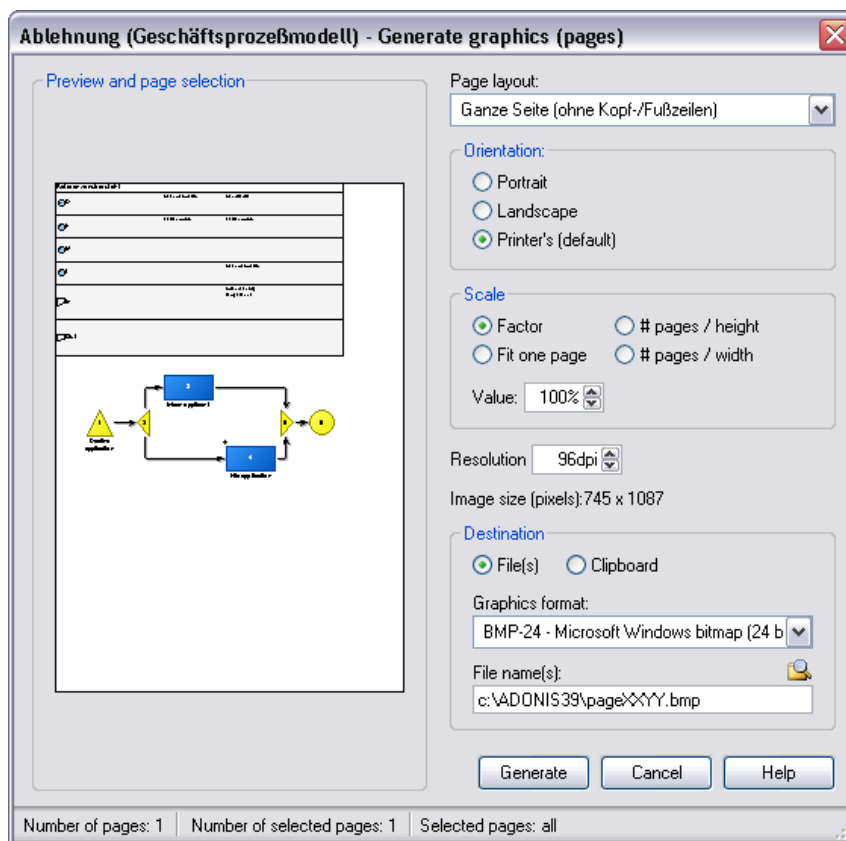 Ablehnung (Geschäftsprozeßmodell) - Generate graphics (pages)
Preview and page selection
Page layout:
Ganze Seite (ohne Kopf-/Fußzeilen)
Orientation:
Portrait
Landscape
Printer's (default)
Scale
Factor
# pages / height
Fit one page
# pages / width
Value: 100%
Resolution 96dpi
Image size (pixels):745 x 1087
Destination
File(s)
Clipboard
Graphics format:
BMP-24 - Microsoft Windows bitmap (24 b
File name(s):
c:\ADONIS39\pageXXYY.bmp
Generate
Cancel
Help
Number of pages: 1
Number of selected pages: 1
Selected pages: all